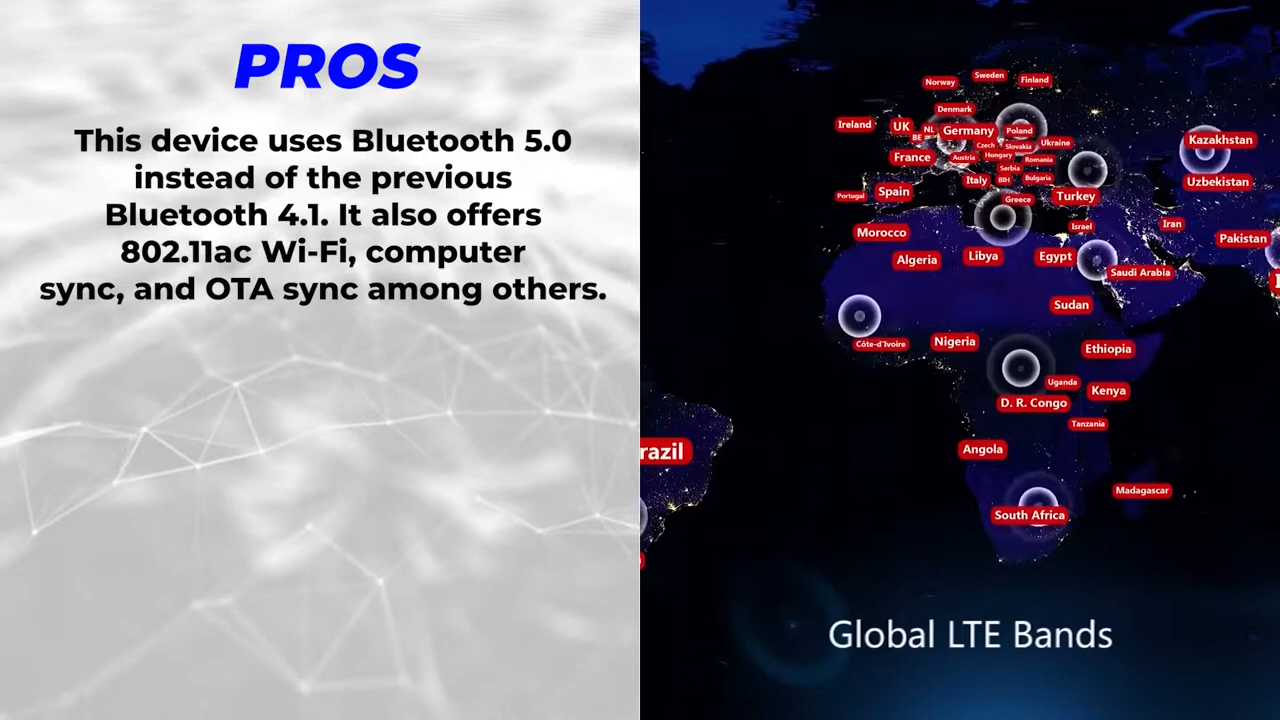 PROS
This device uses Bluetooth 5.0
instead of the previous
Bluetooth 4.1. It also offers
802.11ac Wi-Fi, computer
sync, and OTA sync among others.
Norway
Sweden
Finland
Denmark
Ireland
UK
NL
BE
Germany
Poland
Czech
Slovakia
Ukraine
France
Austria
Hungary
Romania
Serbia
Italy
BIH
Bulgaria
Portugal
Spain
Greece
Turkey
Kazakhstan
Uzbekistan
Morocco
Algeria
Libya
Egypt
Israel
Iran
Pakistan
Saudi Arabia
Sudan
Côte-d'Ivoire
Nigeria
Ethiopia
Uganda
Kenya
D. R. Congo
Tanzania
razil
Angola
Madagascar
South Africa
Global LTE Bands